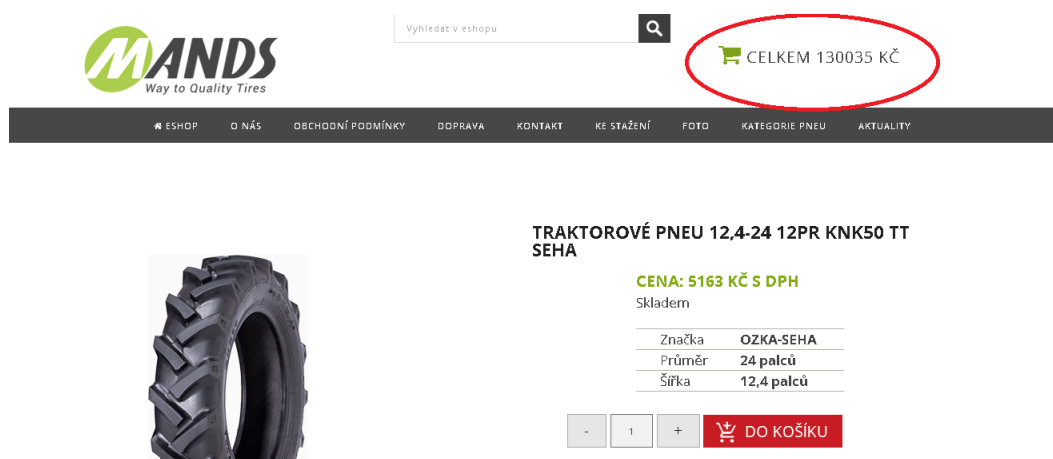 MANDS
Way to Quality Tires
Vyhledat v eshopu
CELKEM 130035 KČ
ESHOP O NÁS OBCHODNÍ PODMÍNKY DOPRAVA KONTAKT KE STAŽENÍ FOTO KATEGORIE PNEU AKTUALITY
TRAKTOROVÉ PNEU 12,4-24 12PR KNK50 TT
SEHA
CENA: 5163 KČ S DPH
Skladem
Značka OZKA-SEHA
Průměr 24 palců
Šířka 12,4 palců
- 1 + DO KOŠÍKU